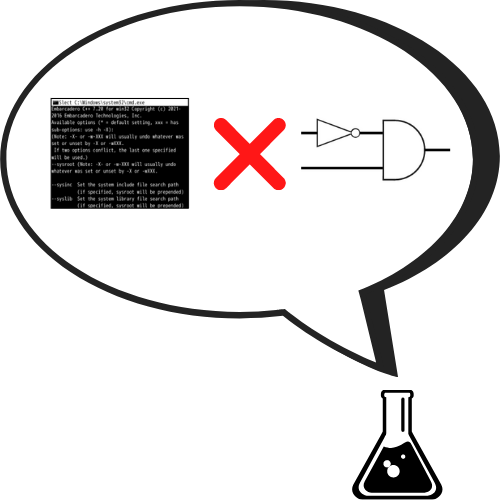 Slect C:\Windows\system32\cmd.exe
Embarcadero C++ 7.20 for Win32 Copyright (c) 2021-
2016 Embarcadero Technologies, Inc.
Available options (* = default setting, xxx = has
sub-options: use -h -X):
(Note: -X- or -w-XXX will usually undo whatever was
set or unset by -X or -wXXX.
If two options conflict, the last one specified
will be used.)
--sysroot (Note: -X- or -w-XXX will usually undo
whatever was set or unset by -X or -wXXX.
--sysinc Set the system include file search path
(if specified, sysroot will be prepended)
--syslib Set the system library file search path
(if specified, sysroot will be prepended)